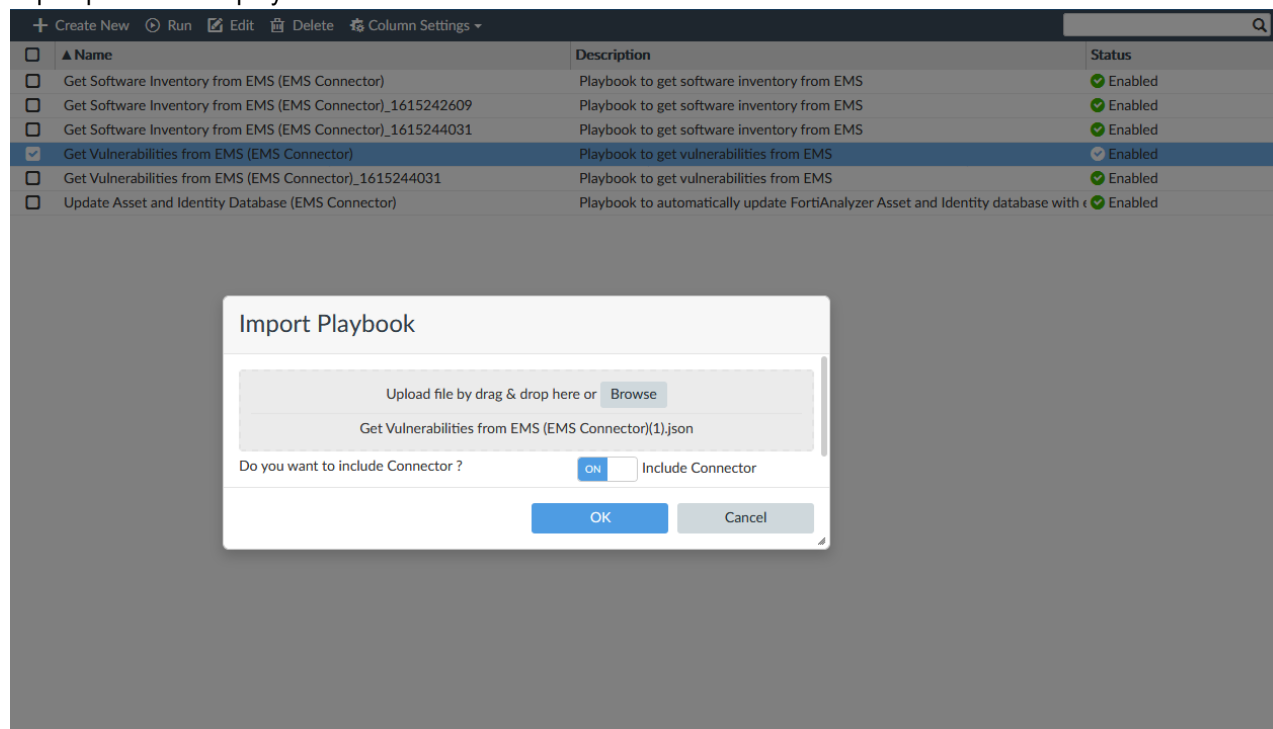 Create New Run Edit Delete Column Settings
Name Description Status
Get Software Inventory from EMS (EMS Connector) Playbook to get software inventory from EMS Enabled
Get Software Inventory from EMS (EMS Connector)_1615242609 Playbook to get software inventory from EMS Enabled
Get Software Inventory from EMS (EMS Connector)_1615244031 Playbook to get software inventory from EMS Enabled
Get Vulnerabilities from EMS (EMS Connector) Playbook to get vulnerabilities from EMS Enabled
Get Vulnerabilities from EMS (EMS Connector)_1615244031 Playbook to get vulnerabilities from EMS Enabled
Update Asset and Identity Database (EMS Connector) Playbook to automatically update FortiAnalyzer Asset and Identity database with Enabled
Import Playbook
Upload file by drag & drop here or Browse
Get Vulnerabilities from EMS (EMS Connector)(1).json
Do you want to include Connector ? ON Include Connector
OK Cancel